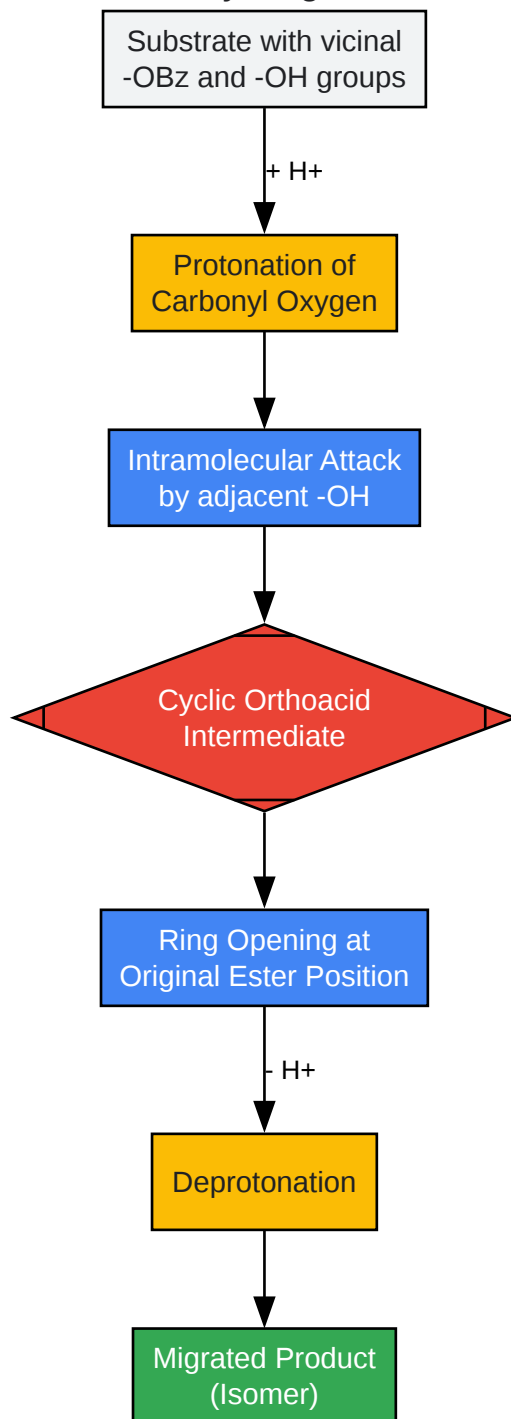 Substrate with vicinal
-OBz and -OH groups
+ H+
Protonation of
Carbonyl Oxygen
Intramolecular Attack
by adjacent -OH
Cyclic Orthoacid
Intermediate
Ring Opening at
Original Ester Position
- H+
Deprotonation
Migrated Product
(Isomer)